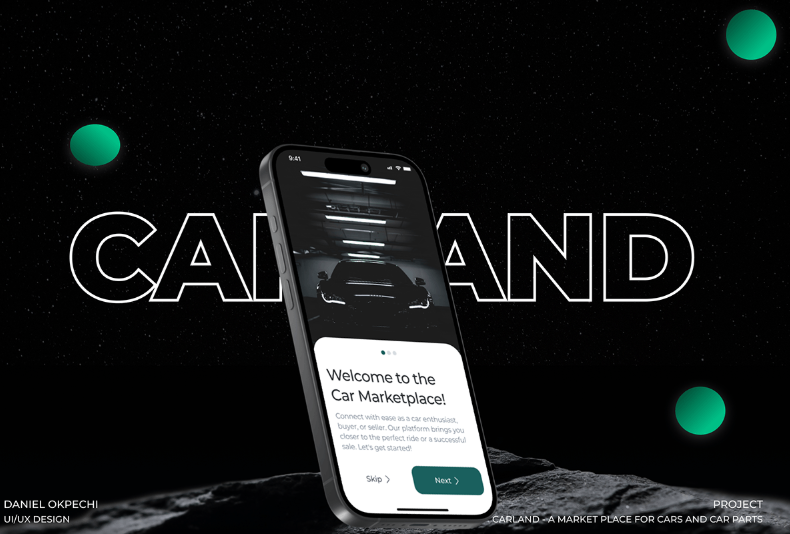 CARLAND
9:41
Welcome to the
Car Marketplace!
Connect with ease as a car enthusiast,
buyer, or seller. Our platform brings you
closer to the perfect ride or a successful
sale. Let's get started!
Skip
Next
DANIEL OKPECHI
UI/UX DESIGN
PROJECT
CARLAND - A MARKET PLACE FOR CARS AND CAR PARTS